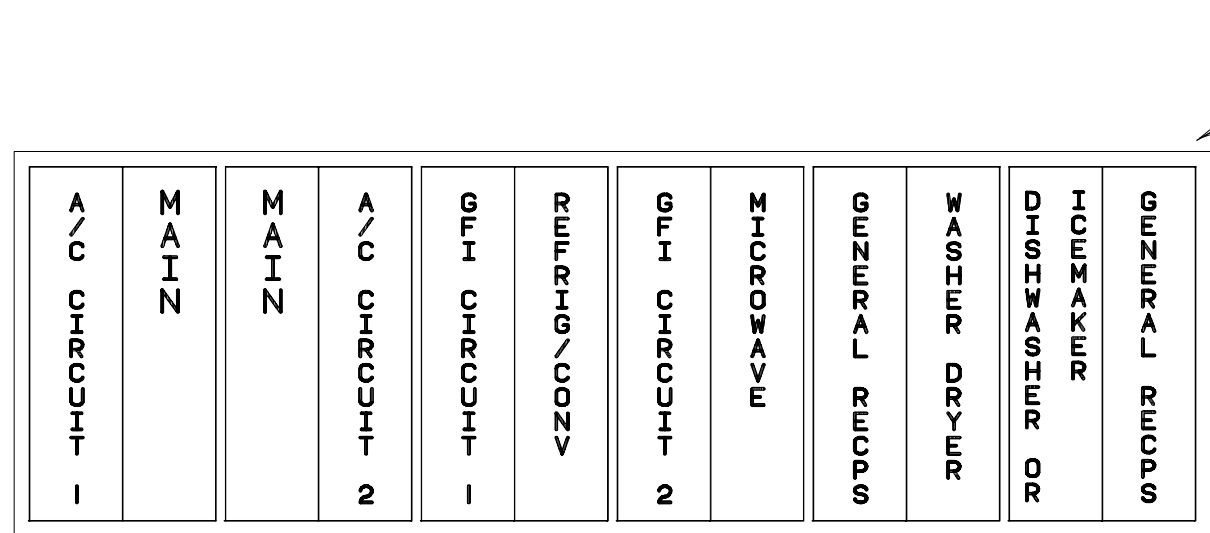 A/C CIRCUIT 1
MAIN
MAIN
A/C CIRCUIT 2
GFI CIRCUIT 1
REFRIG/CONV
GFI CIRCUIT 2
MICROWAVE
GENERAL RECPS
WASHER DRYER
DISHWASHER OR
ICEMAKER
GENERAL RECPS